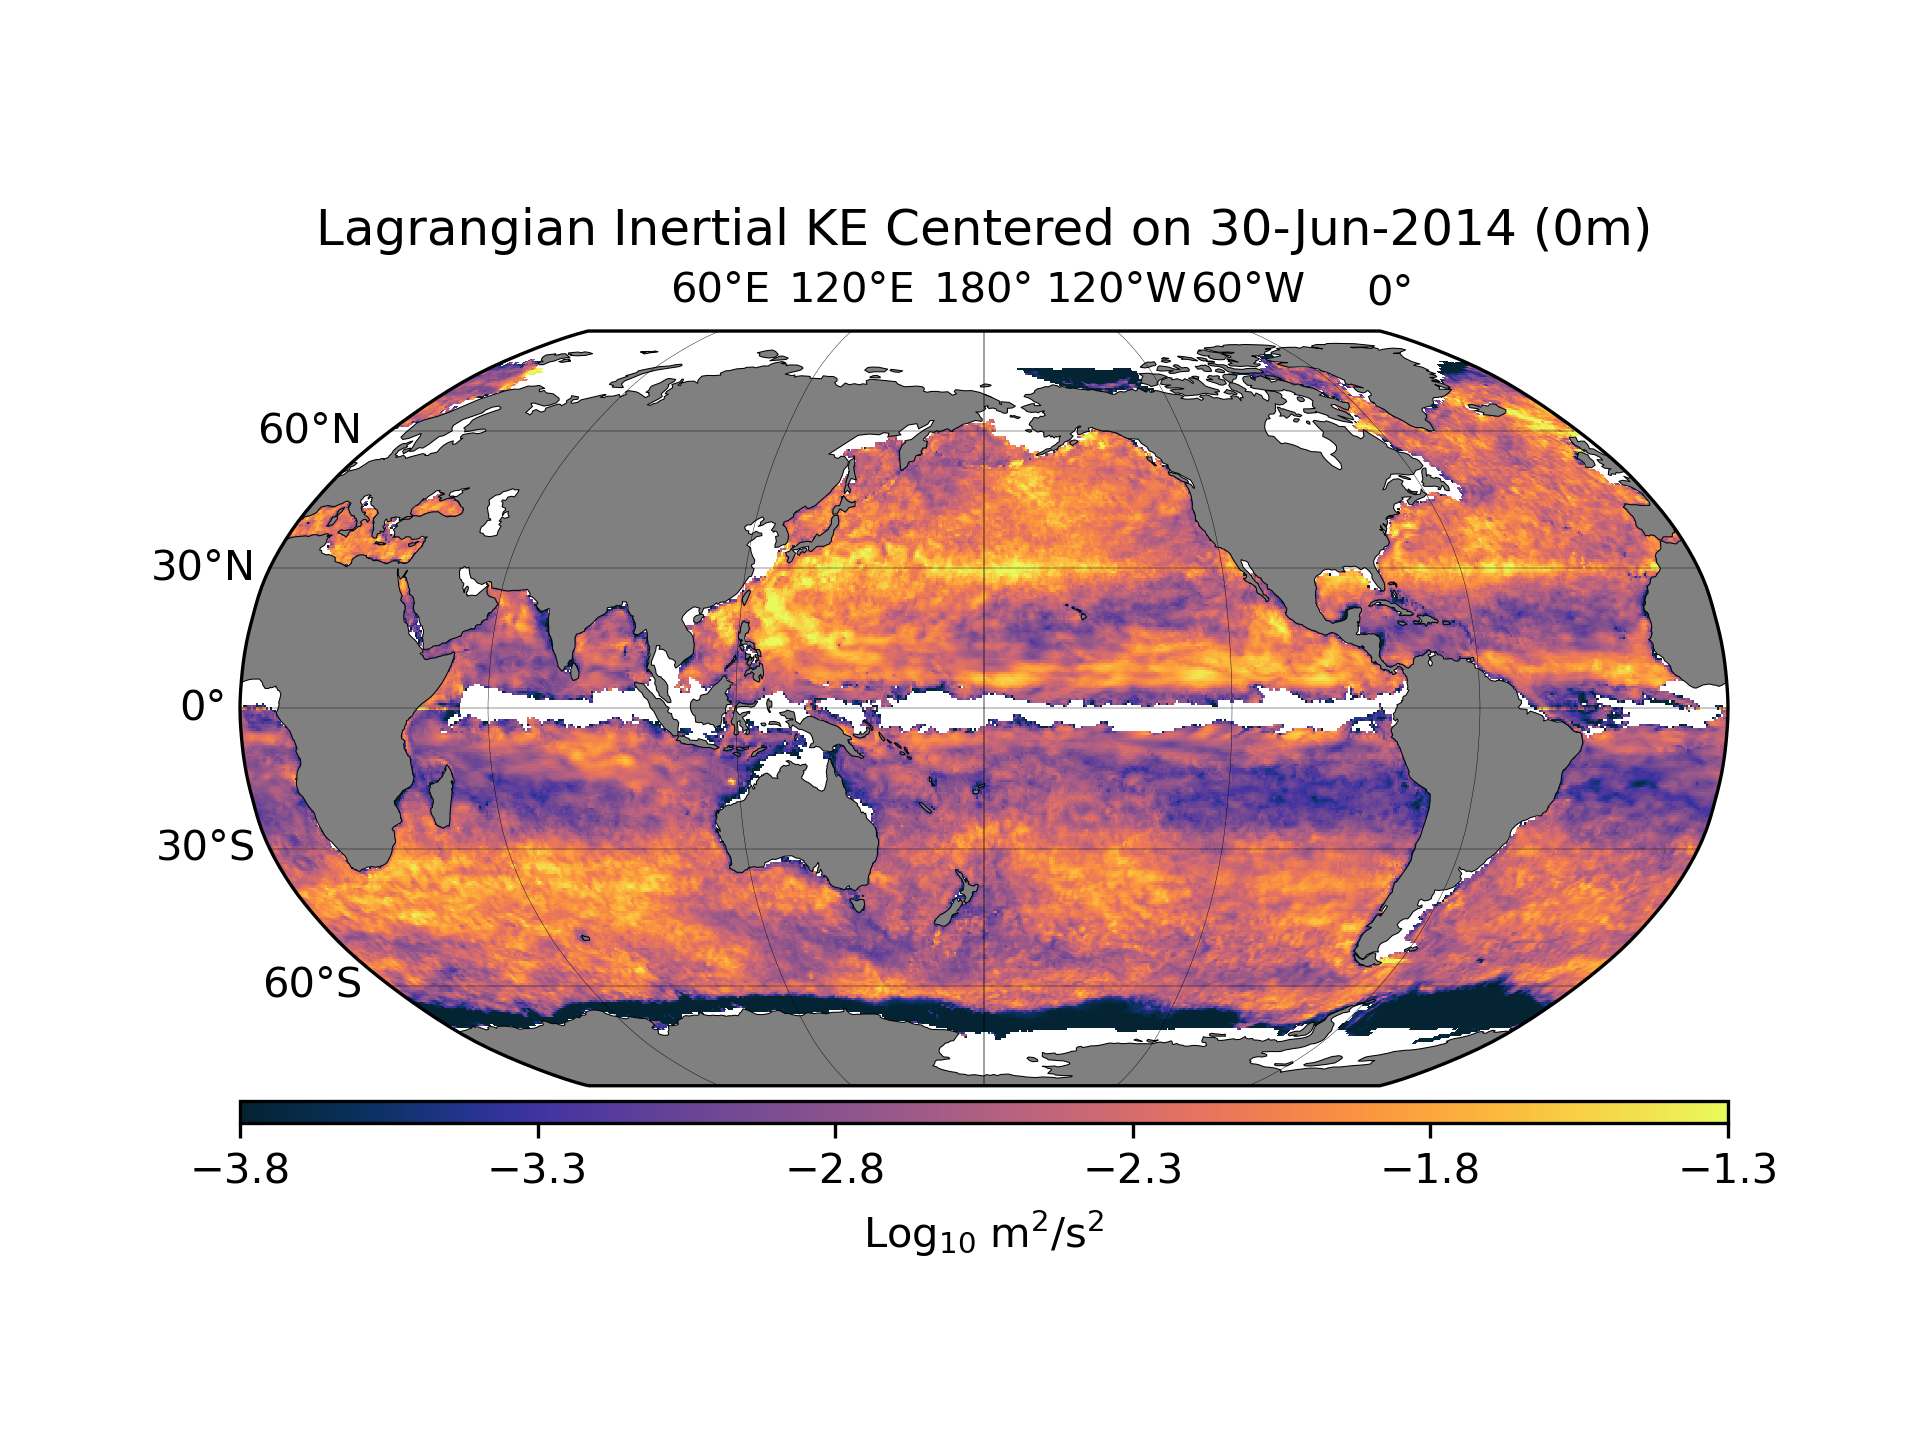 Lagrangian Inertial KE Centered on 30-Jun-2014 (0m)
60°E 120°E 180° 120°W 60°W 0°
60°N
30°N
0°
30°S
60°S
−3.8 −3.3 −2.8 −2.3 −1.8 −1.3
Log₁₀ m²/s²